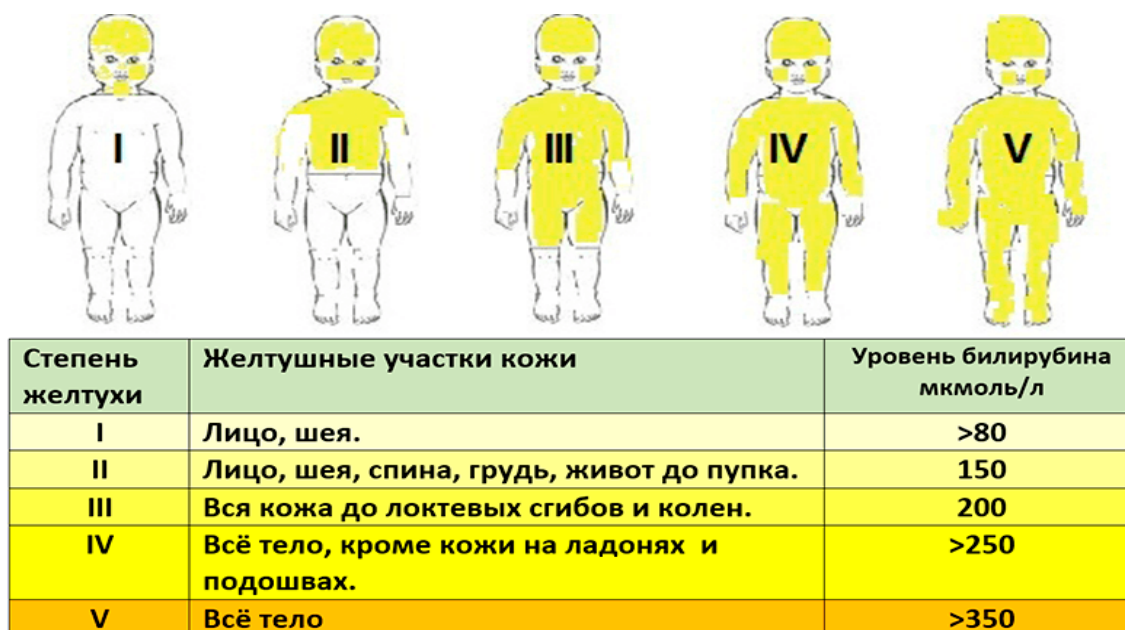 I II III IV V
Степень желтухи Желтушные участки кожи Уровень билирубина мкмоль/л
I Лицо, шея. >80
II Лицо, шея, спина, грудь, живот до пупка. 150
III Вся кожа до локтевых сгибов и колен. 200
IV Всё тело, кроме кожи на ладонях и подошвах. >250
V Всё тело >350